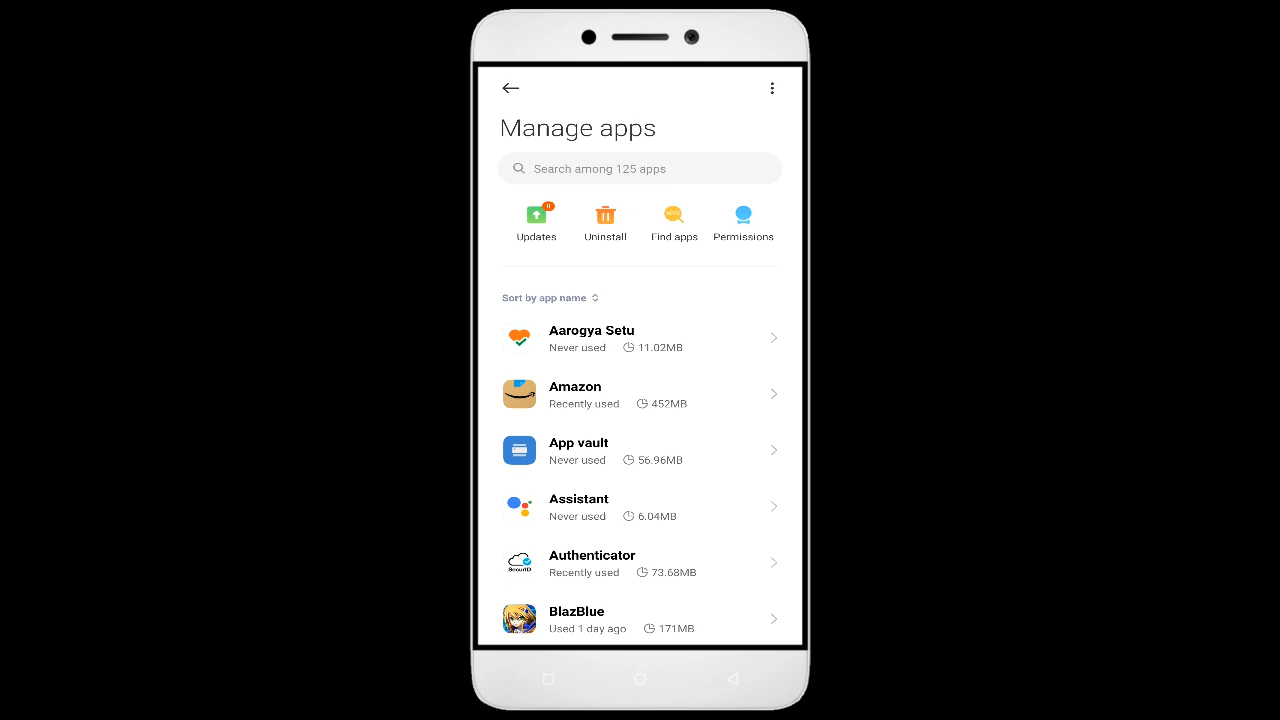 Manage apps
Search among 125 apps
Updates
Uninstall
APPS
Find apps
Permissions
Sort by app name
Aarogya Setu
Never used 11.02MB
Amazon
Recently used 452MB
App vault
Never used 56.96MB
Assistant
Never used 6.04MB
SecurID
Authenticator
Recently used 73.68MB
BlazBlue
Used 1 day ago 171MB